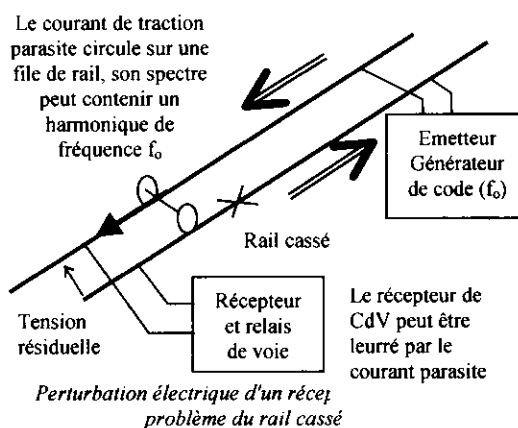 Le courant de traction
parasite circule sur une
file de rail, son spectre
peut contenir un
harmonique de
fréquence fₒ
Emetteur
Générateur
de code (fₒ)
Rail cassé
Tension
résiduelle
Récepteur
et relais
de voie
Le récepteur de
CdV peut être
leurré par le
courant parasite
Perturbation électrique d'un
problème du rail cassé